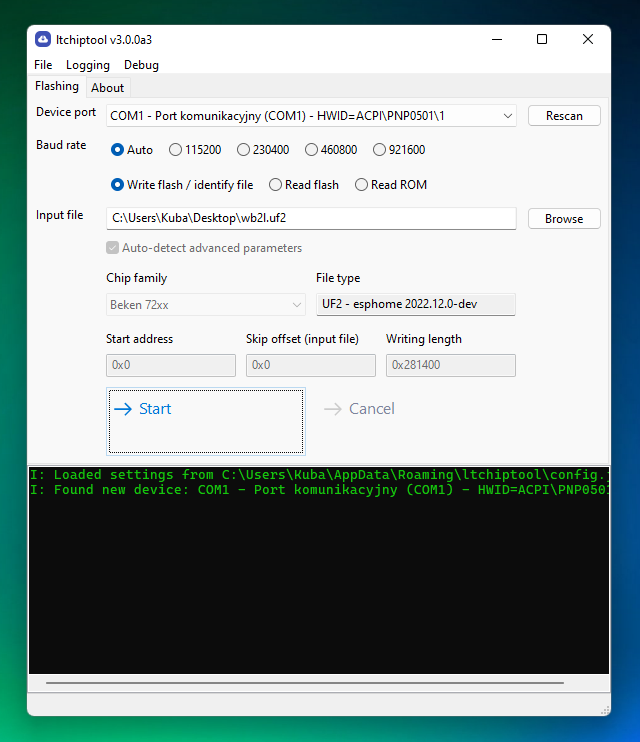 ltchiptool v3.0.0a3
File Logging Debug
Flashing About
Device port COM1 - Port komunikacyjny (COM1) - HWID=ACPI\PNP0501\1 Rescan
Baud rate Auto 115200 230400 460800 921600
Write flash / identify file Read flash Read ROM
Input file C:\Users\Kuba\Desktop\wb2l.uf2 Browse
Auto-detect advanced parameters
Chip family File type
Beken 72xx UF2 - esphome 2022.12.0-dev
Start address Skip offset (input file) Writing length
0x0 0x0 0x281400
Start Cancel
I: Loaded settings from C:\Users\Kuba\AppData\Roaming\ltchiptool\config.j
I: Found new device: COM1 - Port komunikacyjny (COM1) - HWID=ACPI\PNP0501